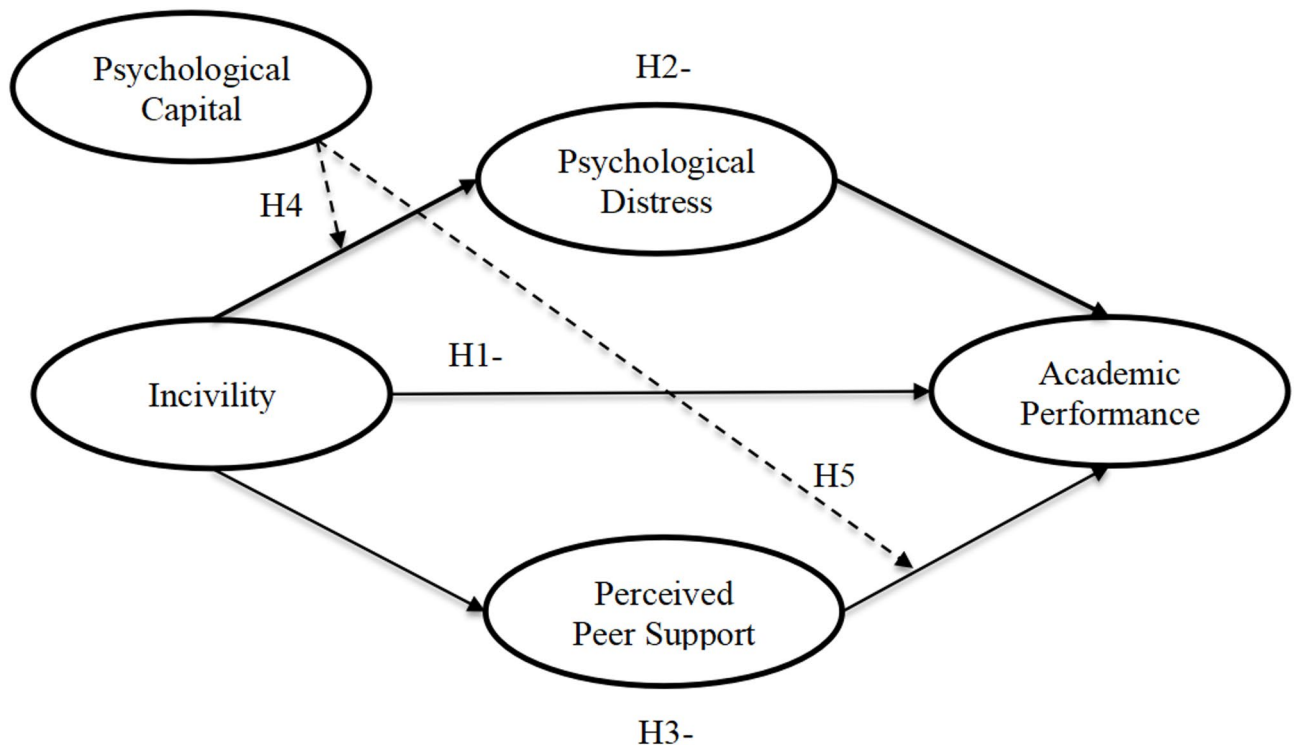 Psychological
Capital
H2-
Psychological
Distress
H4
H1-
Incivility
Academic
Performance
H5
Perceived
Peer Support
H3-